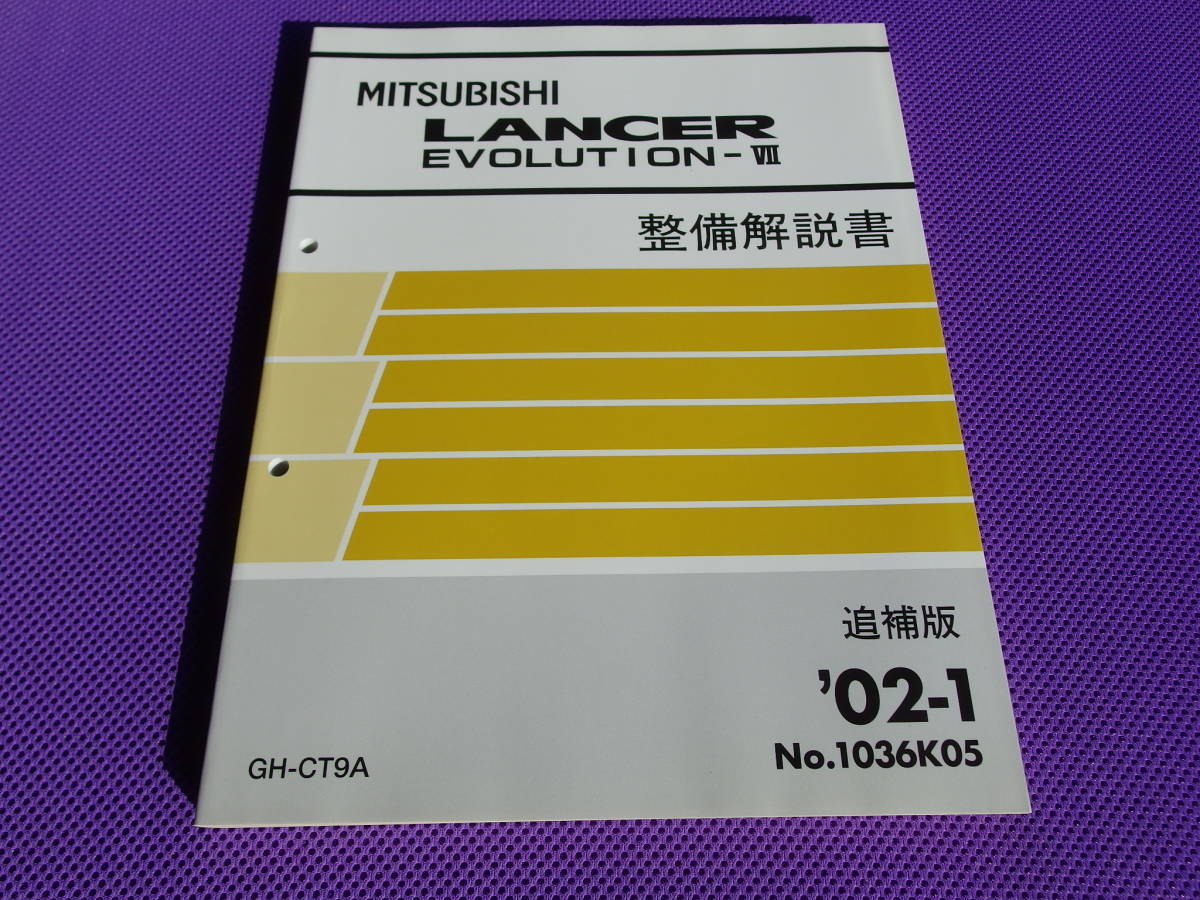 MITSUBISHI
LANCER
EVOLUTION-Ⅶ
整備解説書
追補版
'02-1
No.1036K05
GH-CT9A